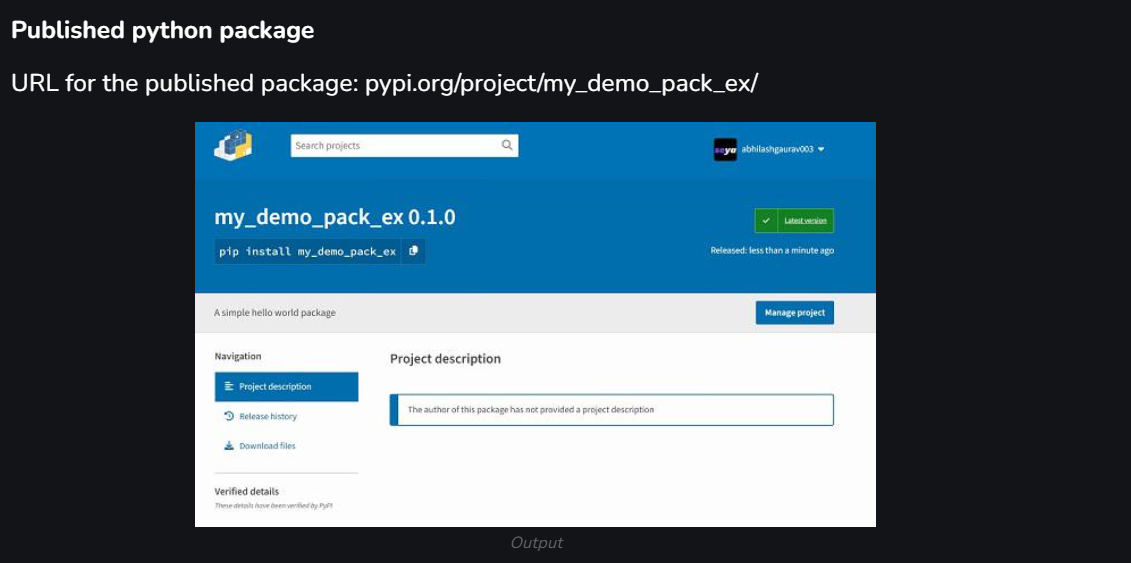 Published python package
URL for the published package: pypi.org/project/my_demo_pack_ex/
Search projects
seyo abhilashgaurav003
my_demo_pack_ex 0.1.0
Latest version
pip install my_demo_pack_ex
Released: less than a minute ago
A simple hello world package
Manage project
Navigation
Project description
Project description
The author of this package has not provided a project description
Release history
Download files
Verified details
These details have been verified by PyPI
Output